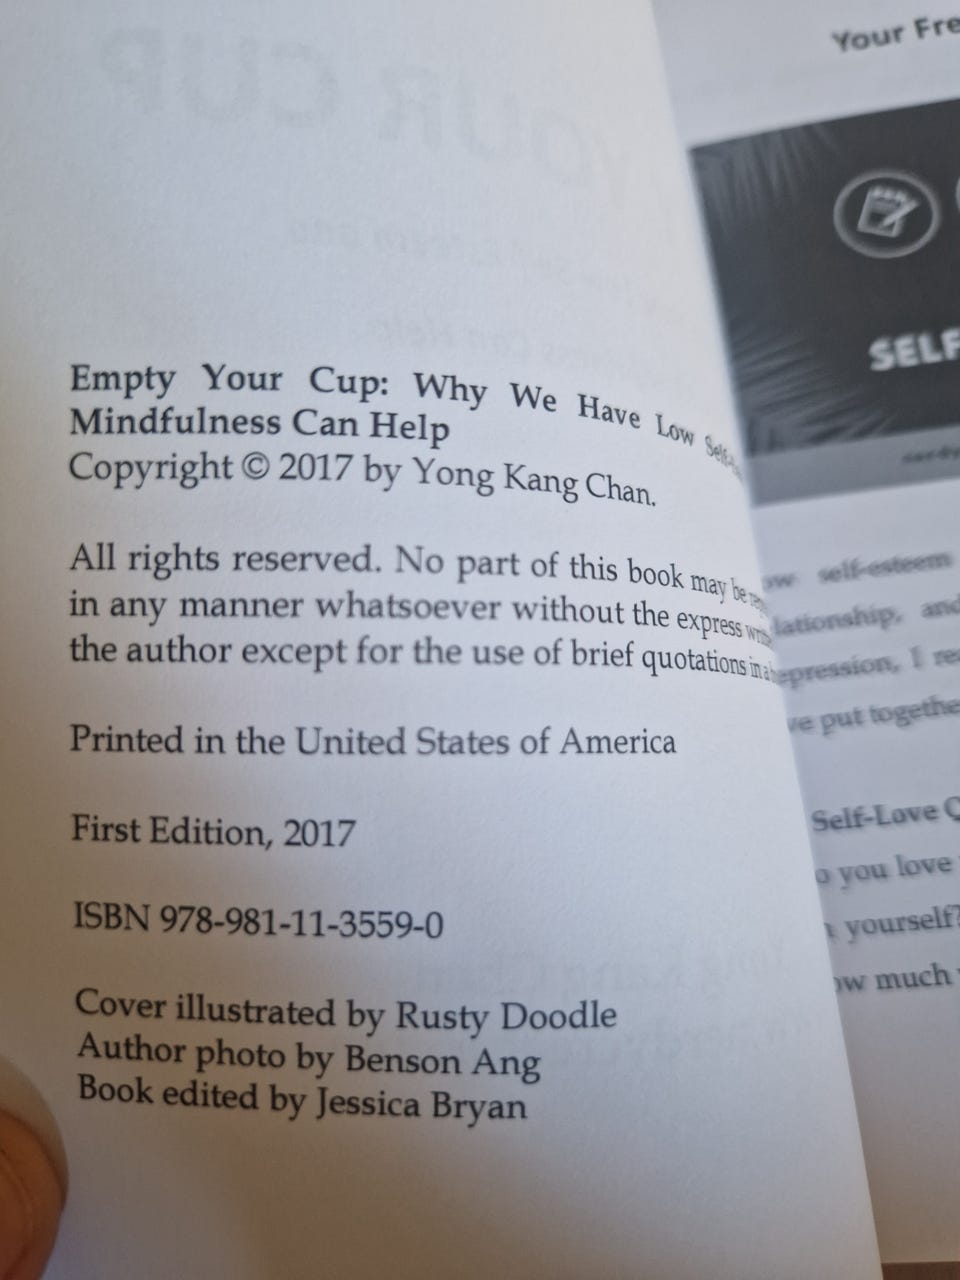 Empty Your Cup: Why We Have Low
Mindfulness Can Help
Copyright © 2017 by Yong Kang Chan.
All rights reserved. No part of this book may be
in any manner whatsoever without the express
the author except for the use of brief quotations in a
Printed in the United States of America
First Edition, 2017
ISBN 978-981-11-3559-0
Cover illustrated by Rusty Doodle
Author photo by Benson Ang
Book edited by Jessica Bryan
Your Fre
SELF
self-esteem
lationship, and
epression, I re
ve put togethe
Self-Love Q
o you love
yourself?
ow much